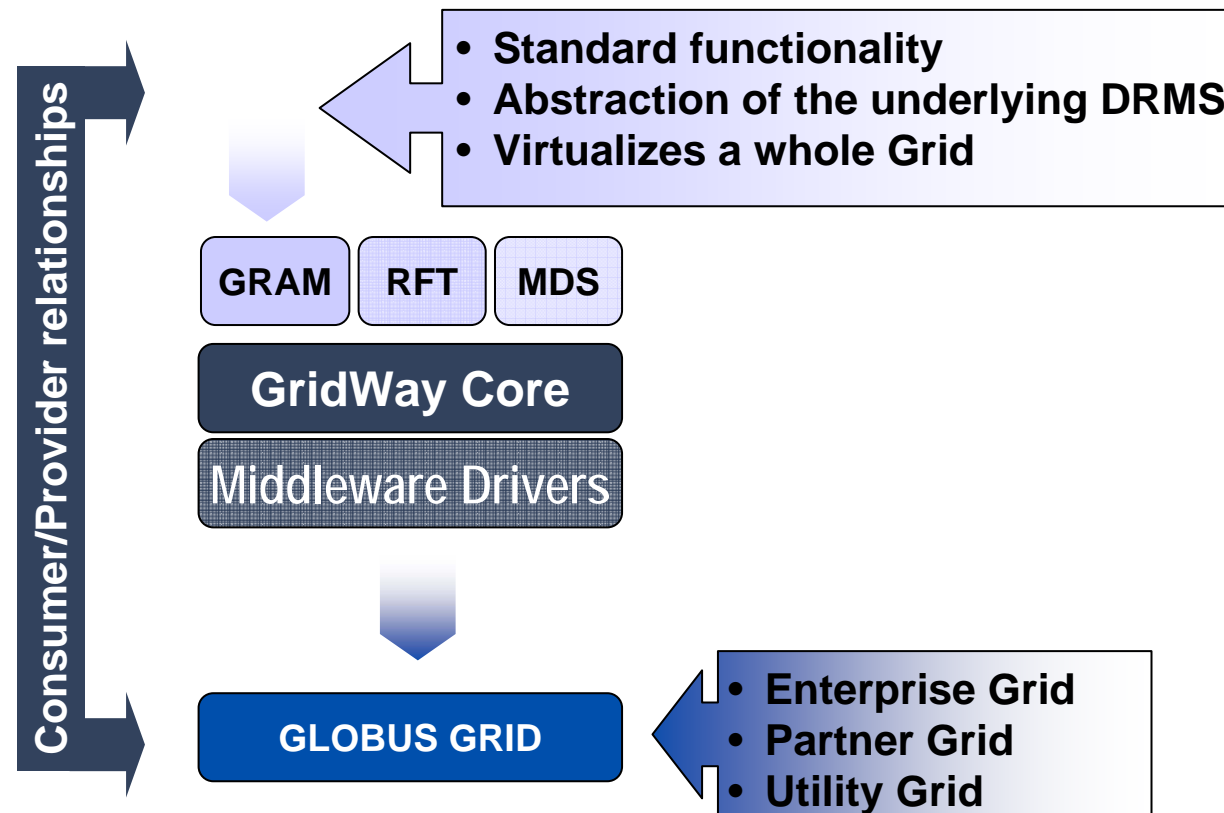 Consumer/Provider relationships
• Standard functionality
• Abstraction of the underlying DRMS
• Virtualizes a whole Grid
GRAM RFT MDS
GridWay Core
Middleware Drivers
GLOBUS GRID
• Enterprise Grid
• Partner Grid
• Utility Grid